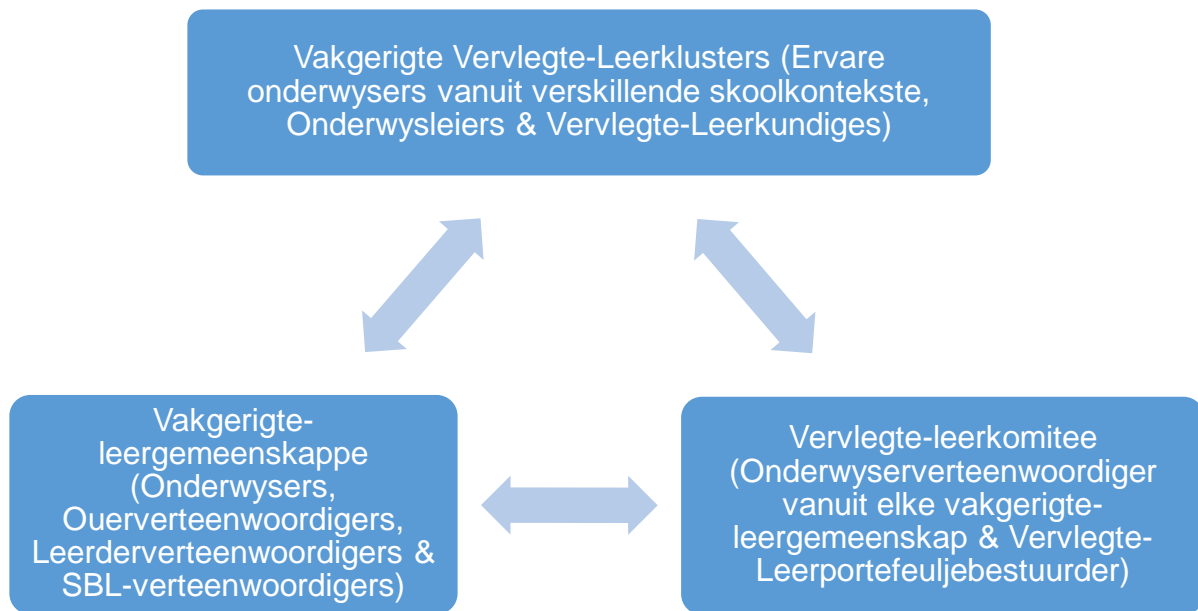 Vakgerigte Vervlegte-Leerklusters (Ervare
onderwysers vanuit verskillende skoolkontekste,
Onderwysleiers & Vervlegte-Leerkundiges)
Vakgerigte-
leergemeenskappe
(Onderwysers,
Ouerverteenwoordigers,
Leerderverteenwoordigers &
SBL-verteenwoordigers)
Vervlegte-leerkomitee
(Onderwyserverteenwoordiger
vanuit elke vakgerigte-
leergemeenskap & Vervlegte-
Leerportefeuljebestuurder)